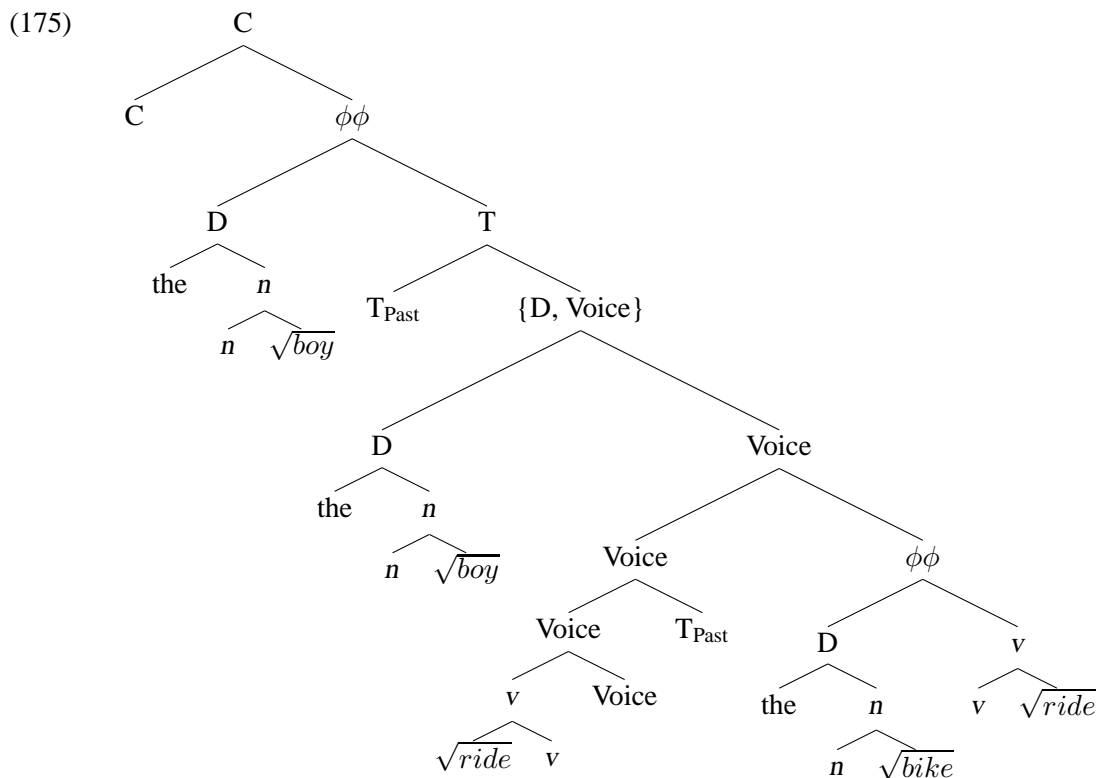 (175) C
C ϕϕ
D T
the n T_Past {D, Voice}
n √boy
D Voice
the n Voice ϕϕ
n √boy
Voice T_Past D v
v Voice the n v √ride
√ride v n √bike